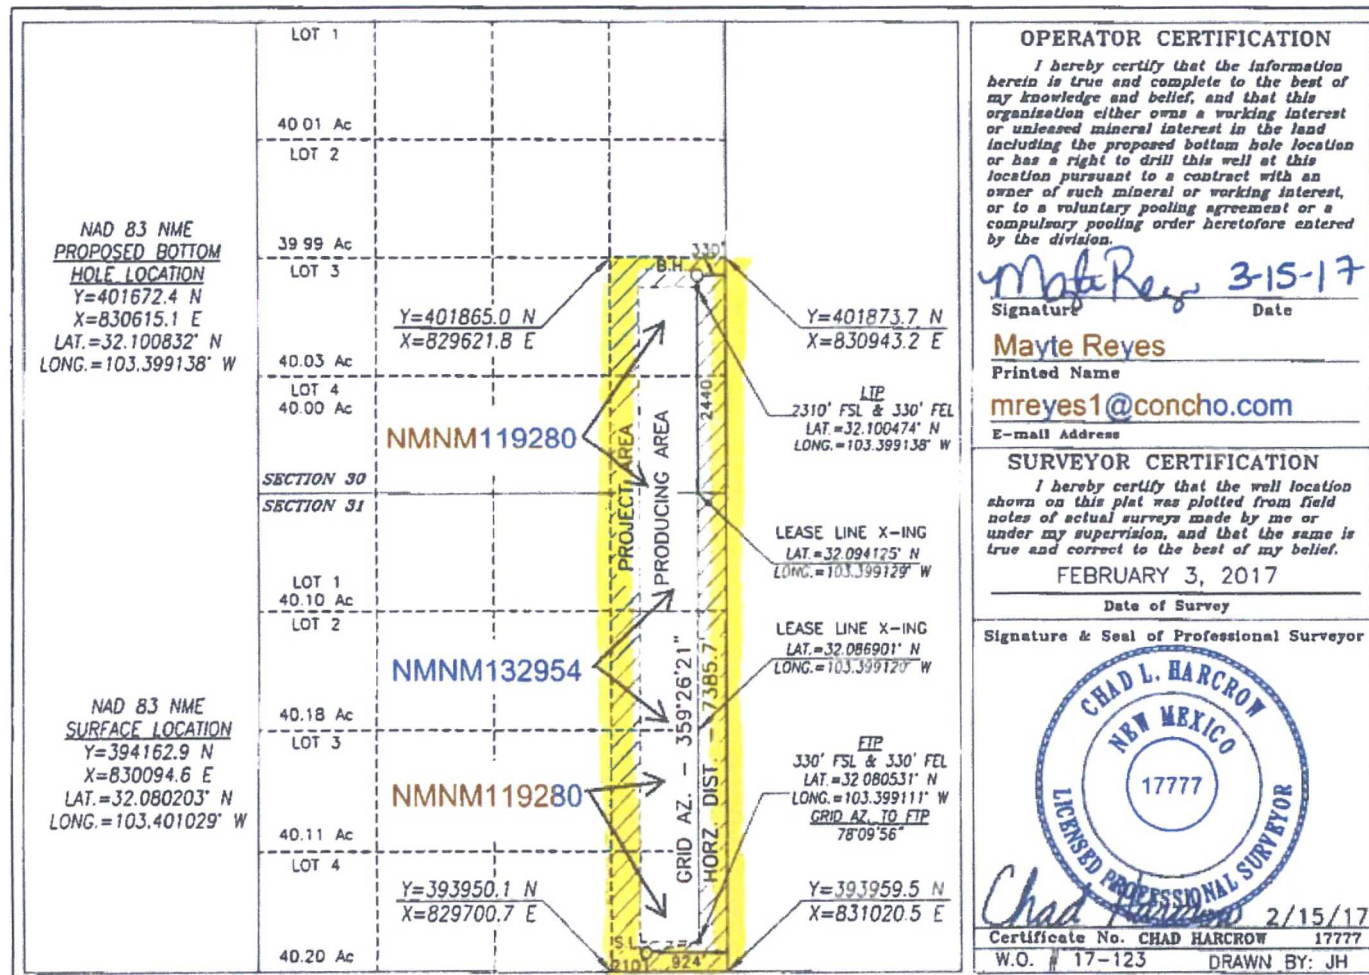 NAD 83 NME
PROPOSED BOTTOM
HOLE LOCATION
Y=401672.4 N
X=830615.1 E
LAT.=32.100832° N
LONG.=103.399138° W
NAD 83 NME
SURFACE LOCATION
Y=394162.9 N
X=830094.6 E
LAT.=32.080203° N
LONG.=103.401029° W
LOT 1
40 01 Ac
LOT 2
39 99 Ac
LOT 3
40.03 Ac
LOT 4
40.00 Ac
SECTION 30
SECTION 31
LOT 1
40.10 Ac
LOT 2
40.18 Ac
LOT 3
40.11 Ac
LOT 4
40.20 Ac
Y=401865.0 N
X=829621.8 E
NMNM119280
NMNM132954
NMNM119280
Y=393950.1 N
X=829700.7 E
B.H.
330'
PROJECT AREA
PRODUCING AREA
GRID AZ. - 359°26'21"
HORZ. DIST. - 7385.7'
2440
S.L.
210'
924'
Y=401873.7 N
X=830943.2 E
LTP
2310' FSL & 330' FEL
LAT.=32.100474° N
LONG.=103.399138° W
LEASE LINE X-ING
LAT.=32.094125° N
LONG.=103.399129° W
LEASE LINE X-ING
LAT.=32.086901° N
LONG.=103.399120° W
FTP
330' FSL & 330' FEL
LAT.=32.080531° N
LONG.=103.399111° W
GRID AZ. TO FTP
78°09'56"
Y=393959.5 N
X=831020.5 E
OPERATOR CERTIFICATION
I hereby certify that the information
herein is true and complete to the best of
my knowledge and belief, and that this
organisation either owns a working interest
or unleased mineral interest in the land
including the proposed bottom hole location
or has a right to drill this well at this
location pursuant to a contract with an
owner of such mineral or working interest,
or to a voluntary pooling agreement or a
compulsory pooling order heretofore entered
by the division.
Mayte Reyes 3-15-17
Signature Date
Mayte Reyes
Printed Name
mreyes1@concho.com
E-mail Address
SURVEYOR CERTIFICATION
I hereby certify that the well location
shown on this plat was plotted from field
notes of actual surveys made by me or
under my supervision, and that the same is
true and correct to the best of my belief.
FEBRUARY 3, 2017
Date of Survey
Signature & Seal of Professional Surveyor
CHAD L. HARCROW
NEW MEXICO
17777
LICENSED PROFESSIONAL SURVEYOR
Chad Harcrow 2/15/17
Certificate No. CHAD HARCROW 17777
W.O. # 17-123 DRAWN BY: JH